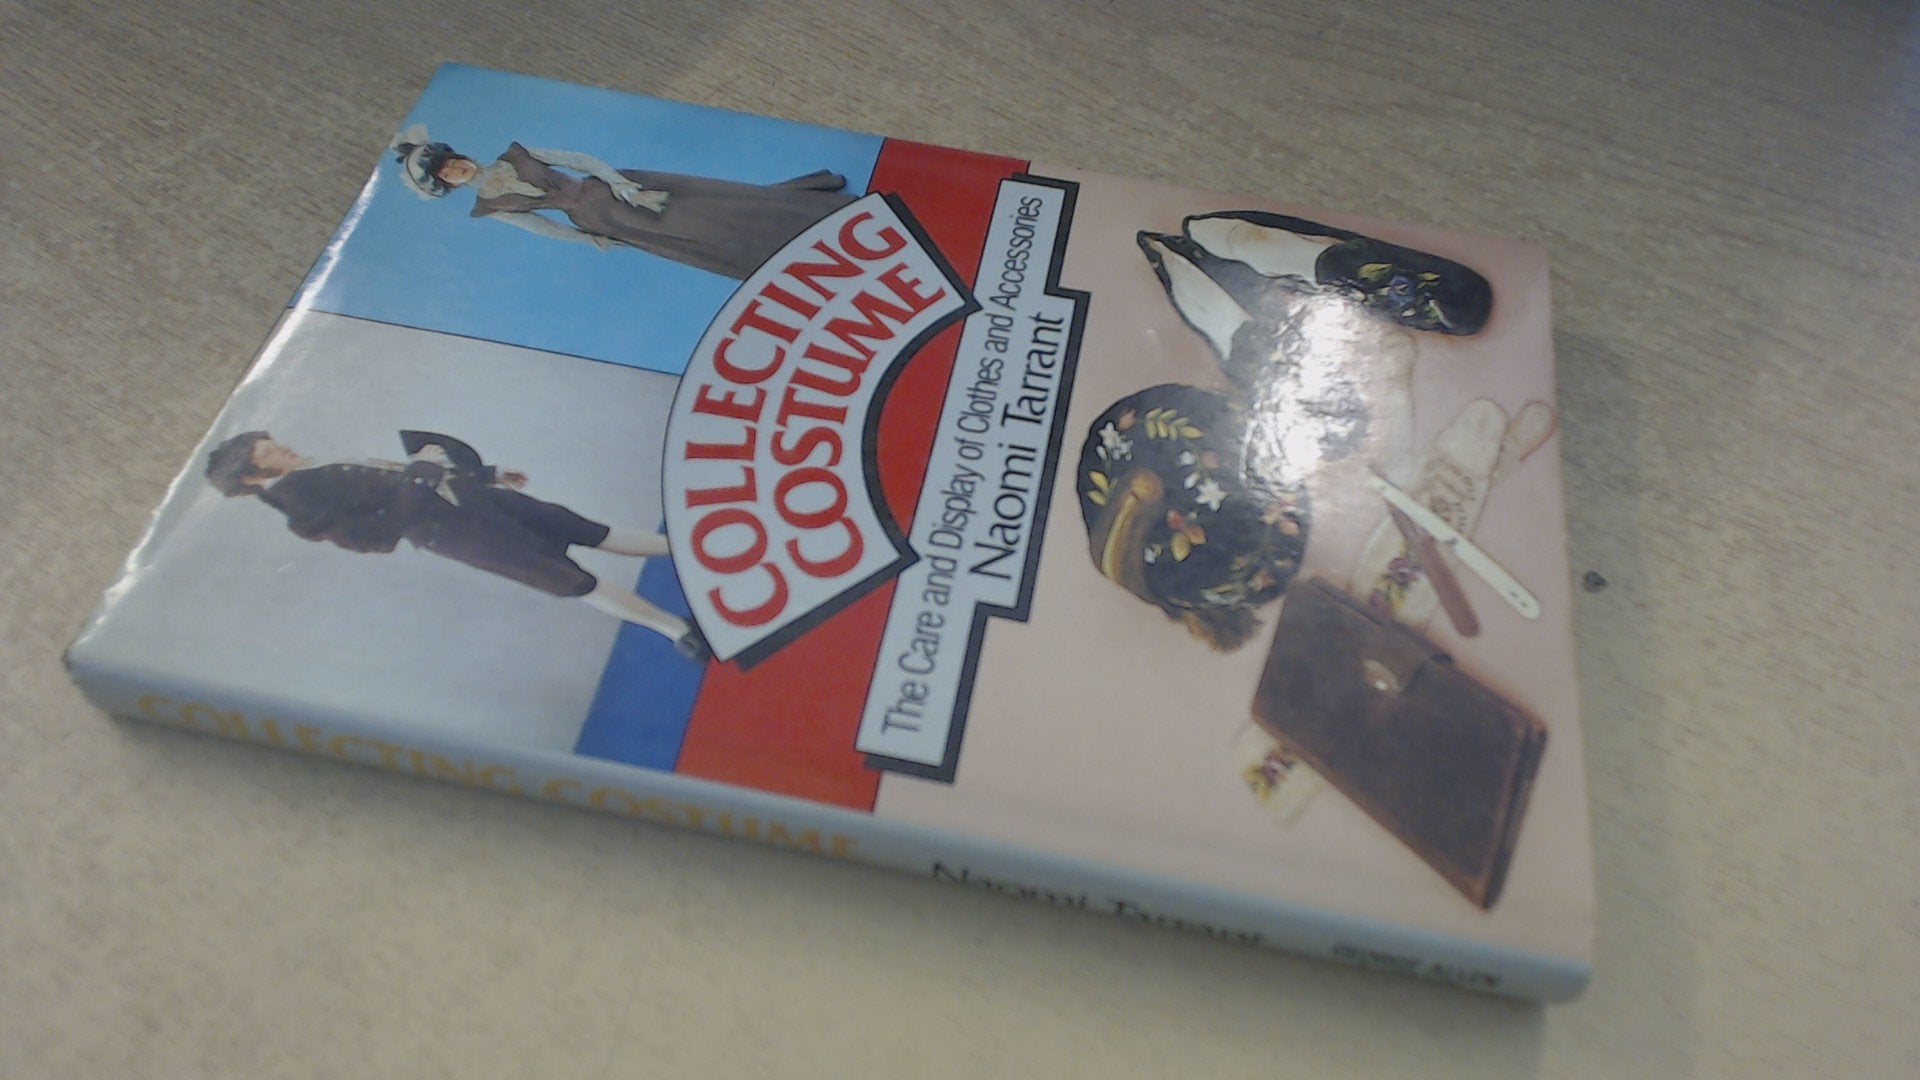 COLLECTING
COSTUME
The Care and Display of Clothes and Accessories
Naomi Tarrant
COLLECTING COSTUME
Naomi Tarrant